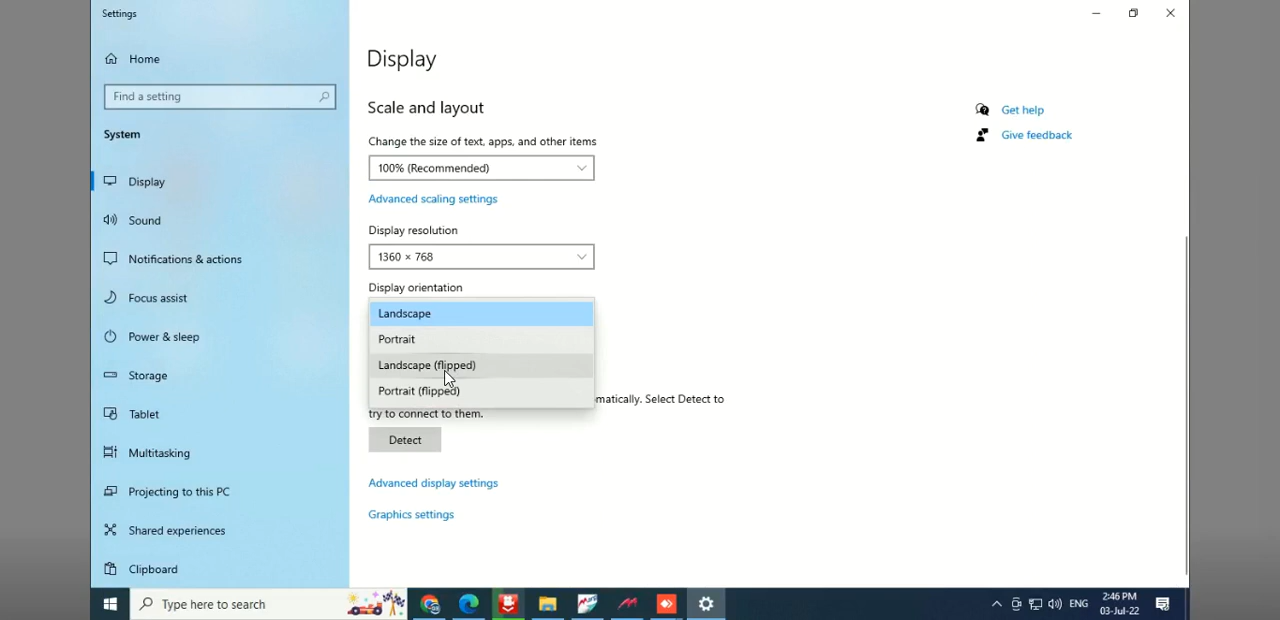 Settings
Home
Find a setting
System
Display
Sound
Notifications & actions
Focus assist
Power & sleep
Storage
Tablet
Multitasking
Projecting to this PC
Shared experiences
Clipboard
Display
Scale and layout
Change the size of text, apps, and other items
100% (Recommended)
Advanced scaling settings
Display resolution
1360 × 768
Display orientation
Landscape
Portrait
Landscape (flipped)
Portrait (flipped)
matically. Select Detect to
try to connect to them.
Detect
Advanced display settings
Graphics settings
Get help
Give feedback
Type here to search
ENG
2:46 PM
03-Jul-22